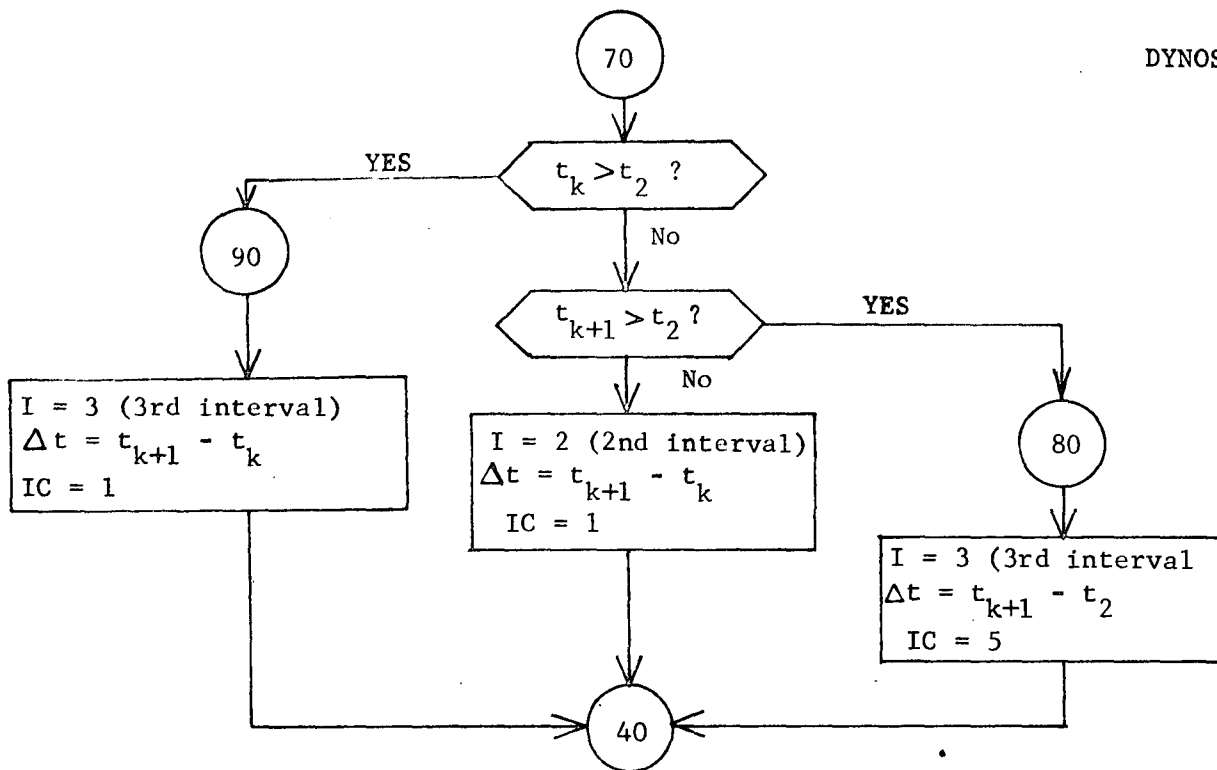 70
DYNOS
t_k > t_2 ?
YES
No
90
t_{k+1} > t_2 ?
YES
No
I = 3 (3rd interval)
Δt = t_{k+1} - t_k
IC = 1
I = 2 (2nd interval)
Δt = t_{k+1} - t_k
IC = 1
80
I = 3 (3rd interval
Δt = t_{k+1} - t_2
IC = 5
40